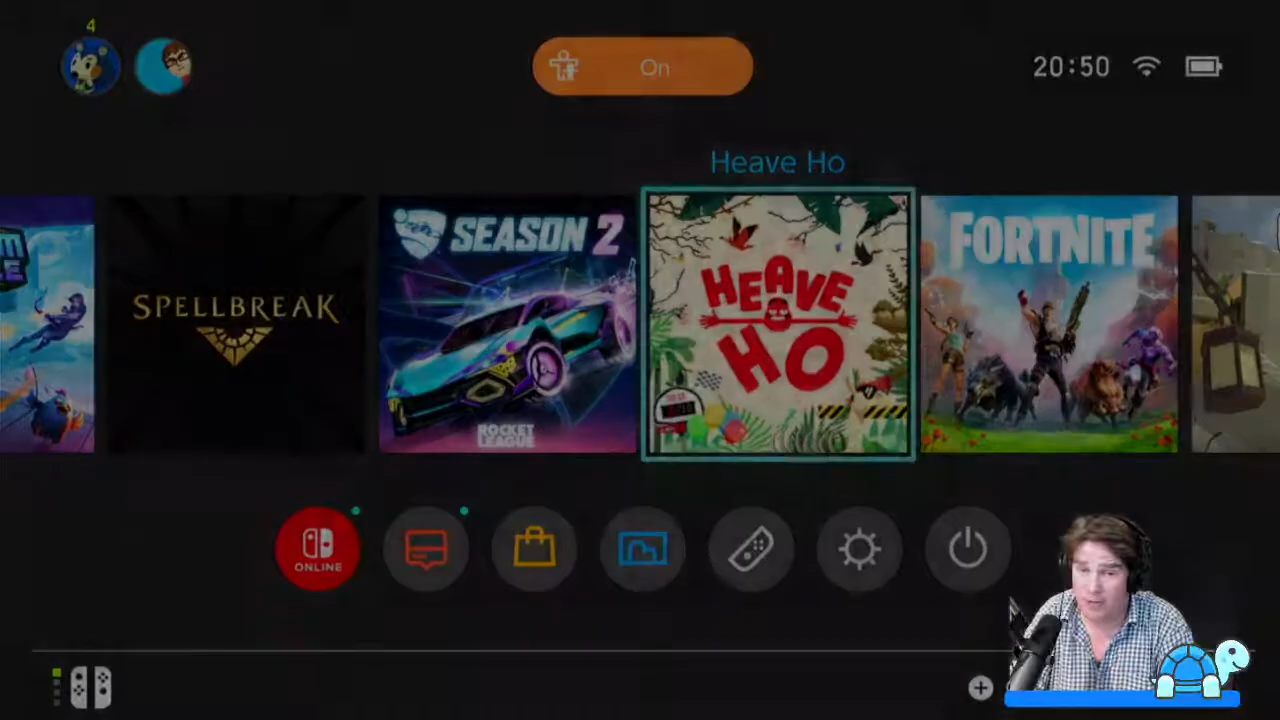 4
On
20:50
Heave Ho
SPELLBREAK
SEASON 2
ROCKET
LEAGUE
HEAVE
HO
FORTNITE
ONLINE